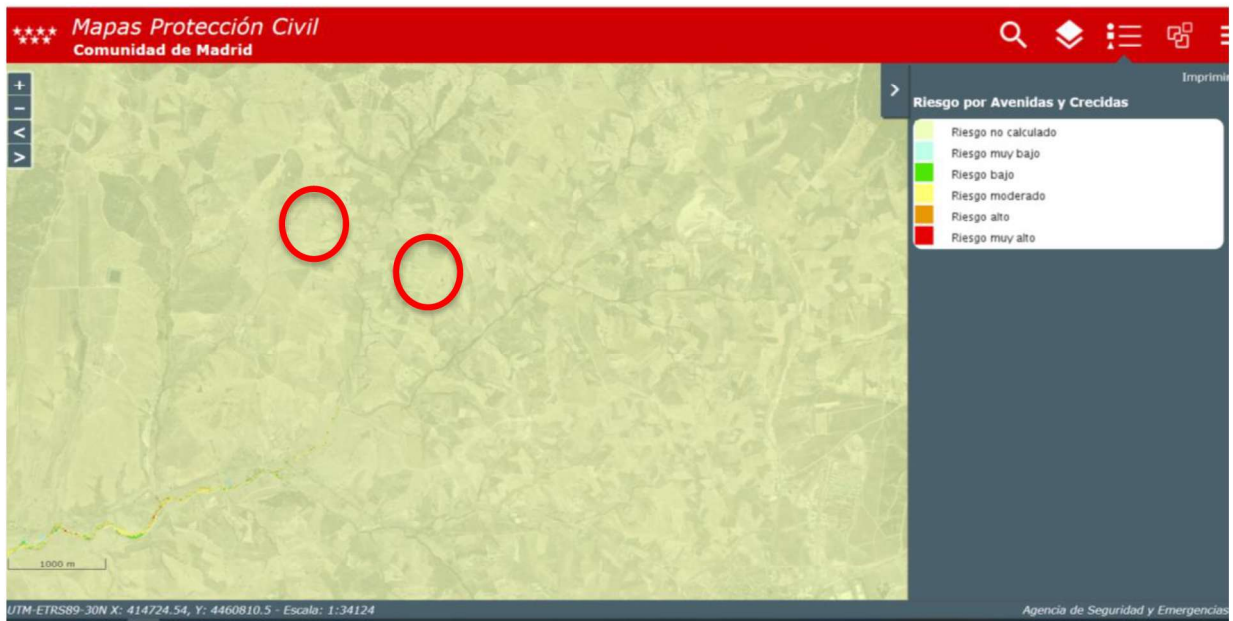 Mapas Protección Civil
Comunidad de Madrid
+
−
<
>
>
Imprimir
Riesgo por Avenidas y Crecidas
Riesgo no calculado
Riesgo muy bajo
Riesgo bajo
Riesgo moderado
Riesgo alto
Riesgo muy alto
1000 m
UTM-ETRS89-30N X: 414724.54, Y: 4460810.5 - Escala: 1:34124
Agencia de Seguridad y Emergencias